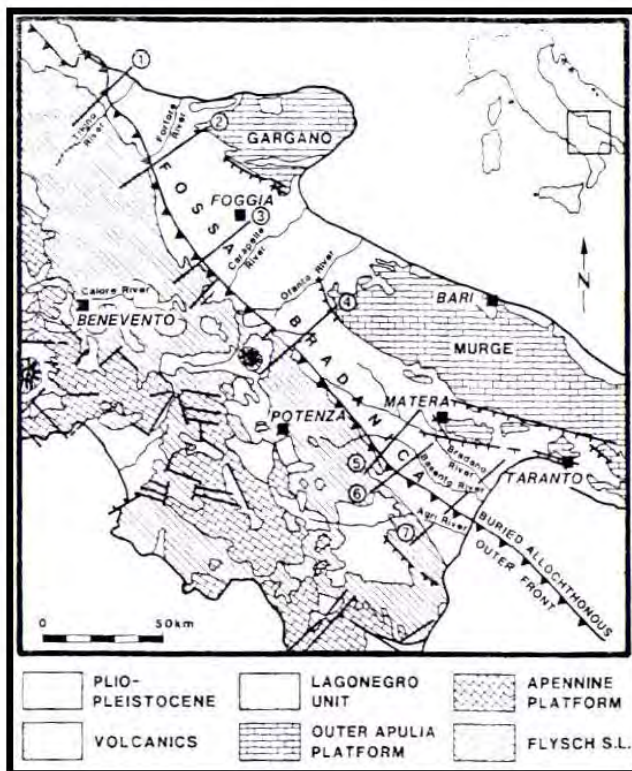 1
Trigno River
Fortore River
2
GARGANO
FOSSA
FOGGIA
3
Carapelle River
Ofanto River
Calore River
BENEVENTO
4
BARI
MURGE
BRADANICA
MATERA
POTENZA
5
Bradano River
Basento River
6
TARANTO
7
Agri River
BURIED ALLOCHTHONOUS
OUTER FRONT
N
0 50km
PLIO-
PLEISTOCENE
LAGONEGRO
UNIT
APENNINE
PLATFORM
VOLCANICS
OUTER APULIA
PLATFORM
FLYSCH S.L.